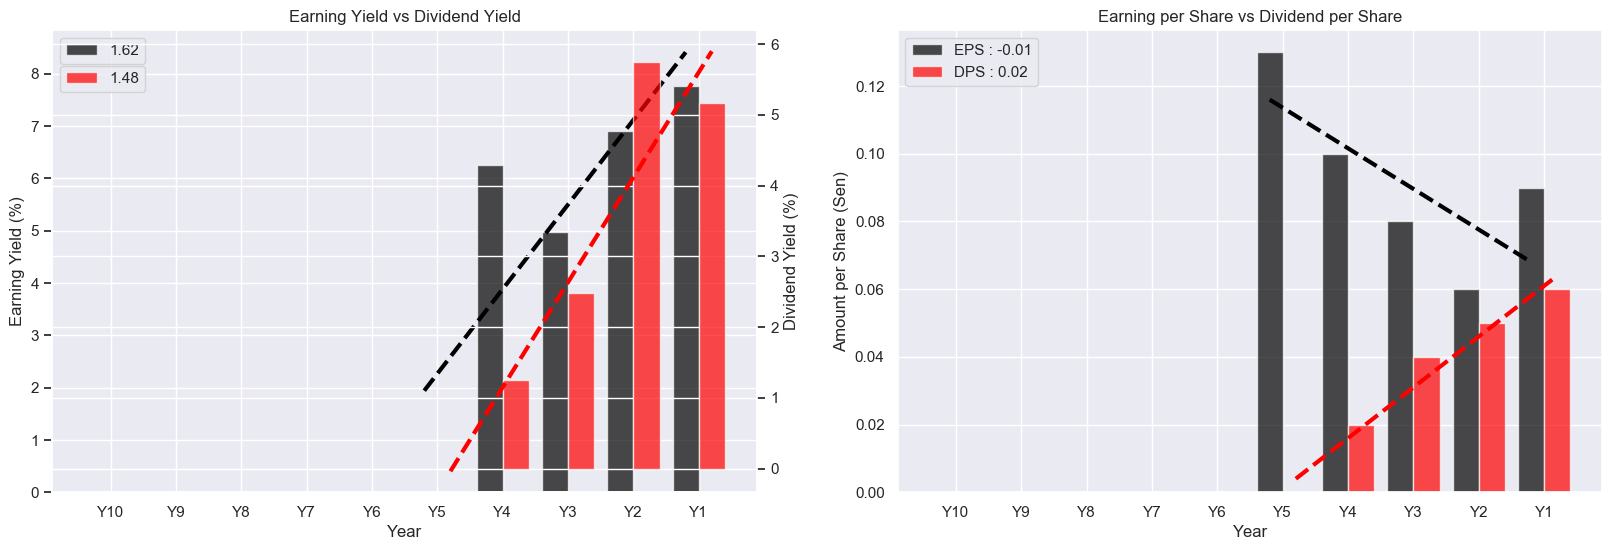 Earning Yield vs Dividend Yield
1.62
1.48
8
7
6
5
4
3
2
1
0
Earning Yield (%)
6
5
4
3
2
1
0
Dividend Yield (%)
Y10 Y9 Y8 Y7 Y6 Y5 Y4 Y3 Y2 Y1
Year
Earning per Share vs Dividend per Share
EPS : -0.01
DPS : 0.02
0.12
0.10
0.08
0.06
0.04
0.02
0.00
Amount per Share (Sen)
Y10 Y9 Y8 Y7 Y6 Y5 Y4 Y3 Y2 Y1
Year